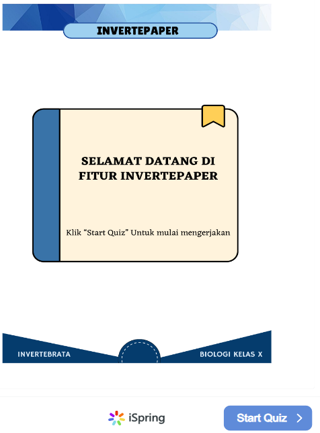 INVERTEPAPER
SELAMAT DATANG DI
FITUR INVERTEPAPER
Klik "Start Quiz" Untuk mulai mengerjakan
INVERTEBRATA
BIOLOGI KELAS X
iSpring
Start Quiz